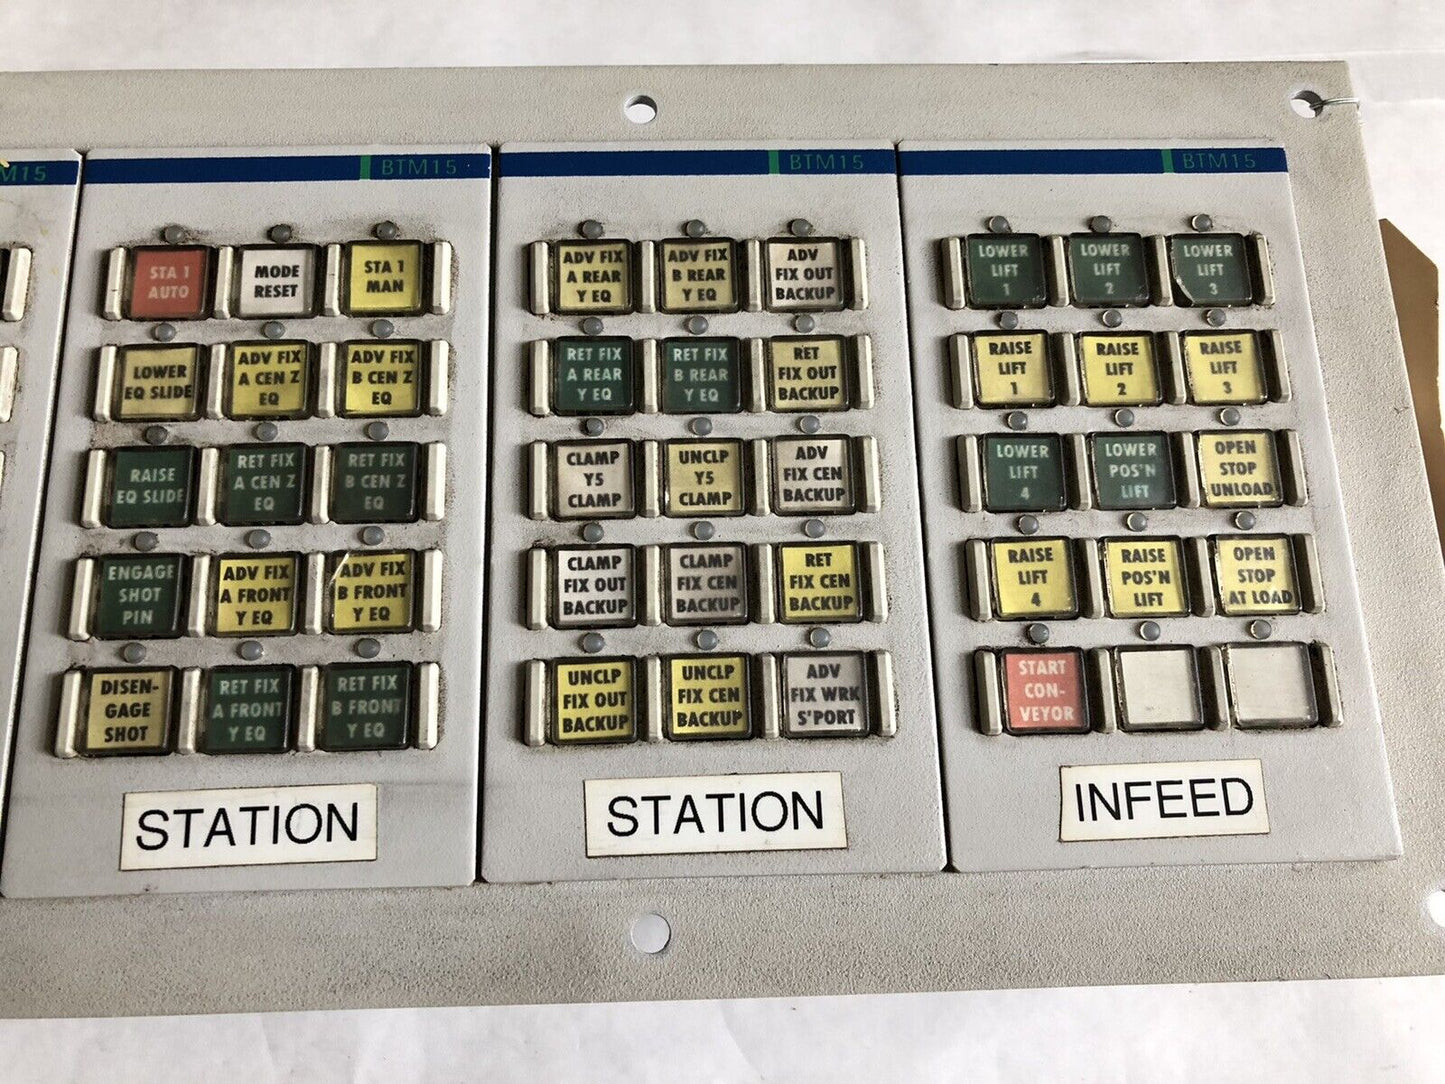 M15
BTM15
BTM15
BTM15
STA 1
AUTO
MODE
RESET
STA 1
MAN
LOWER
EQ SLIDE
ADV FIX
A CEN Z
EQ
ADV FIX
B CEN Z
EQ
RAISE
EQ SLIDE
RET FIX
A CEN Z
EQ
RET FIX
B CEN Z
EQ
ENGAGE
SHOT
PIN
ADV FIX
A FRONT
Y EQ
ADV FIX
B FRONT
Y EQ
DISEN-
GAGE
SHOT
RET FIX
A FRONT
Y EQ
RET FIX
B FRONT
Y EQ
STATION
ADV FIX
A REAR
Y EQ
ADV FIX
B REAR
Y EQ
ADV
FIX OUT
BACKUP
RET FIX
A REAR
Y EQ
RET FIX
B REAR
Y EQ
RET
FIX OUT
BACKUP
CLAMP
Y5
CLAMP
UNCLP
Y5
CLAMP
ADV
FIX CEN
BACKUP
CLAMP
FIX OUT
BACKUP
CLAMP
FIX CEN
BACKUP
RET
FIX CEN
BACKUP
UNCLP
FIX OUT
BACKUP
UNCLP
FIX CEN
BACKUP
ADV
FIX WRK
S'PORT
STATION
LOWER
LIFT
1
LOWER
LIFT
2
LOWER
LIFT
3
RAISE
LIFT
1
RAISE
LIFT
2
RAISE
LIFT
3
LOWER
LIFT
4
LOWER
POS'N
LIFT
OPEN
STOP
UNLOAD
RAISE
LIFT
4
RAISE
POS'N
LIFT
OPEN
STOP
AT LOAD
START
CON-
VEYOR
INFEED